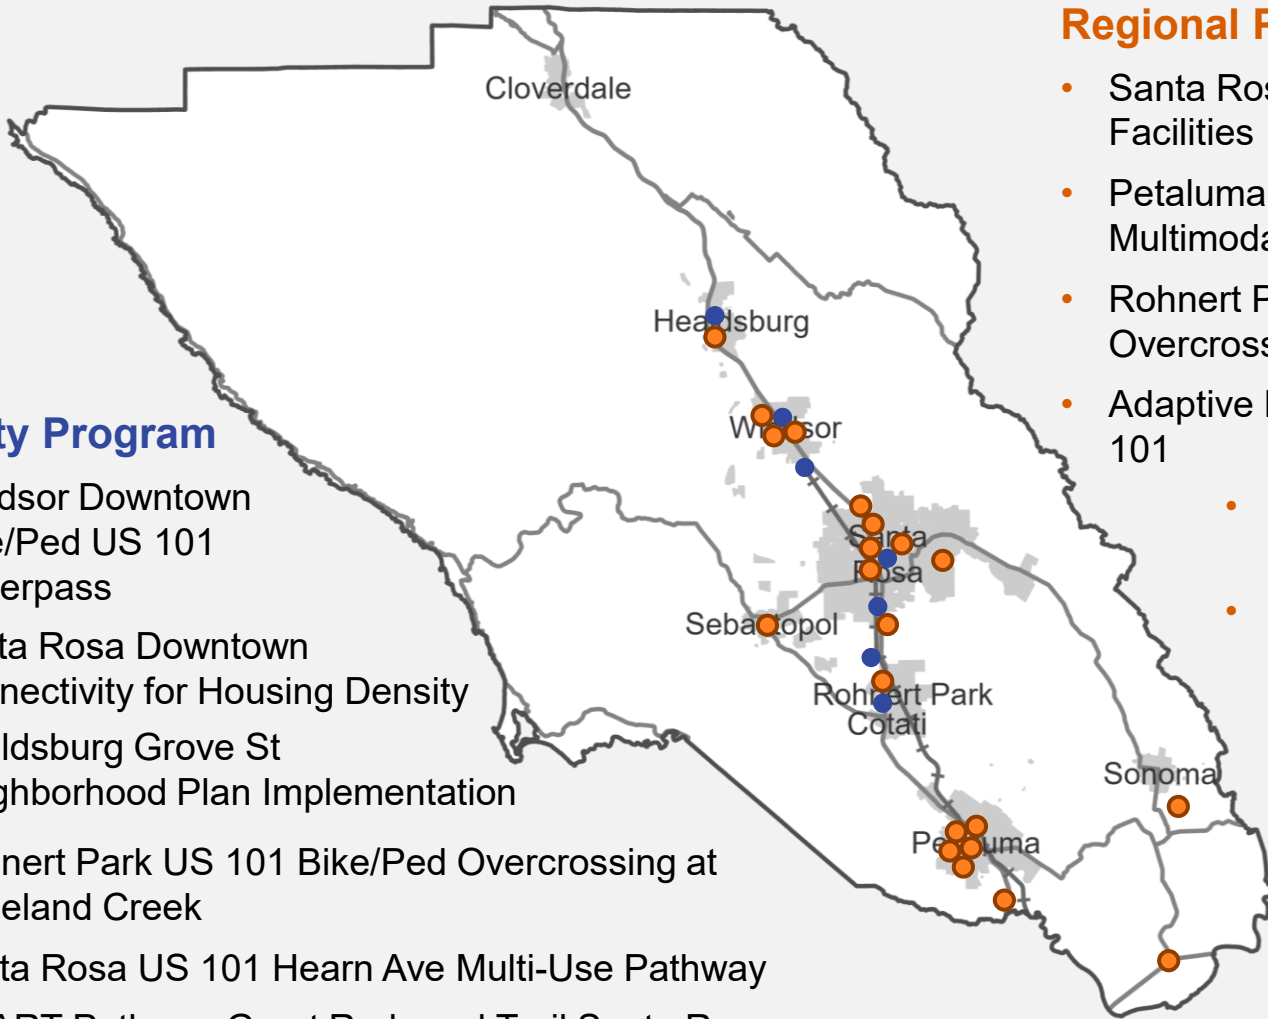 Regional
Santa
Facilities
Petaluma
Rohnert
Overcross
Adaptive
101
Cloverdale
Healdsburg
Windsor
Santa
Rosa
Sebastopol
Rohnert Park
Cotati
Sonoma
Petaluma
ty Program
dsor Downtown
e/Ped US 101
erpass
ta Rosa Downtown
nectivity for Housing Density
ldsburg Grove St
ghborhood Plan Implementation
nert Park US 101 Bike/Ped Overcrossing at
eland Creek
ta Rosa US 101 Hearn Ave Multi-Use Pathway